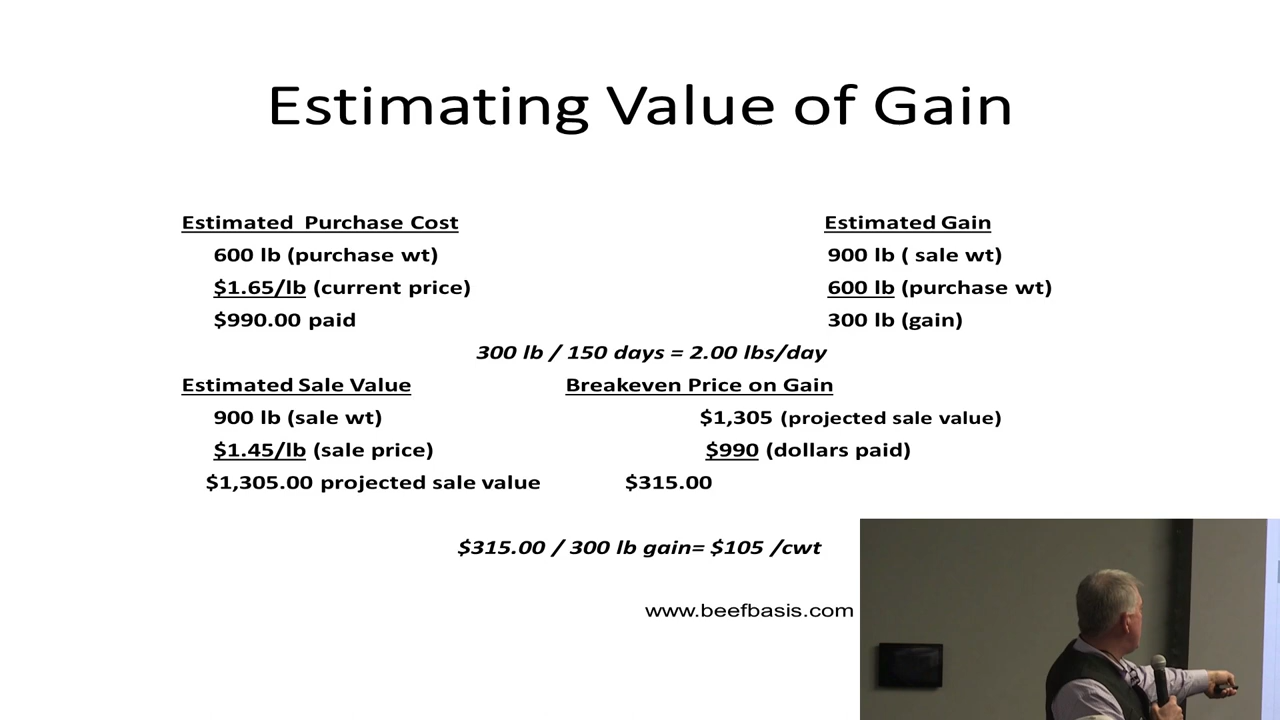 Estimating Value of Gain
Estimated Purchase Cost
600 lb (purchase wt)
$1.65/lb (current price)
$990.00 paid
Estimated Gain
900 lb ( sale wt)
600 lb (purchase wt)
300 lb (gain)
300 lb / 150 days = 2.00 lbs/day
Estimated Sale Value
900 lb (sale wt)
$1.45/lb (sale price)
$1,305.00 projected sale value
Breakeven Price on Gain
$1,305 (projected sale value)
$990 (dollars paid)
$315.00
$315.00 / 300 lb gain= $105 /cwt
www.beefbasis.com